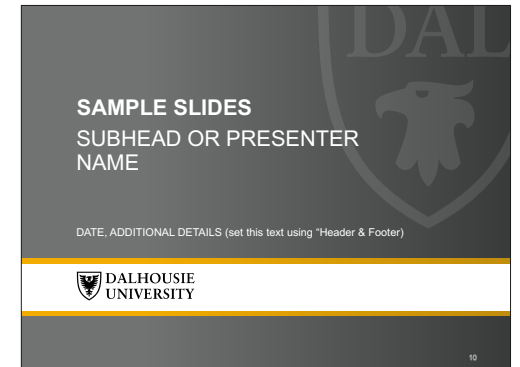 DAL
SAMPLE SLIDES
SUBHEAD OR PRESENTER
NAME
DATE, ADDITIONAL DETAILS (set this text using “Header & Footer)
DALHOUSIE
UNIVERSITY
10